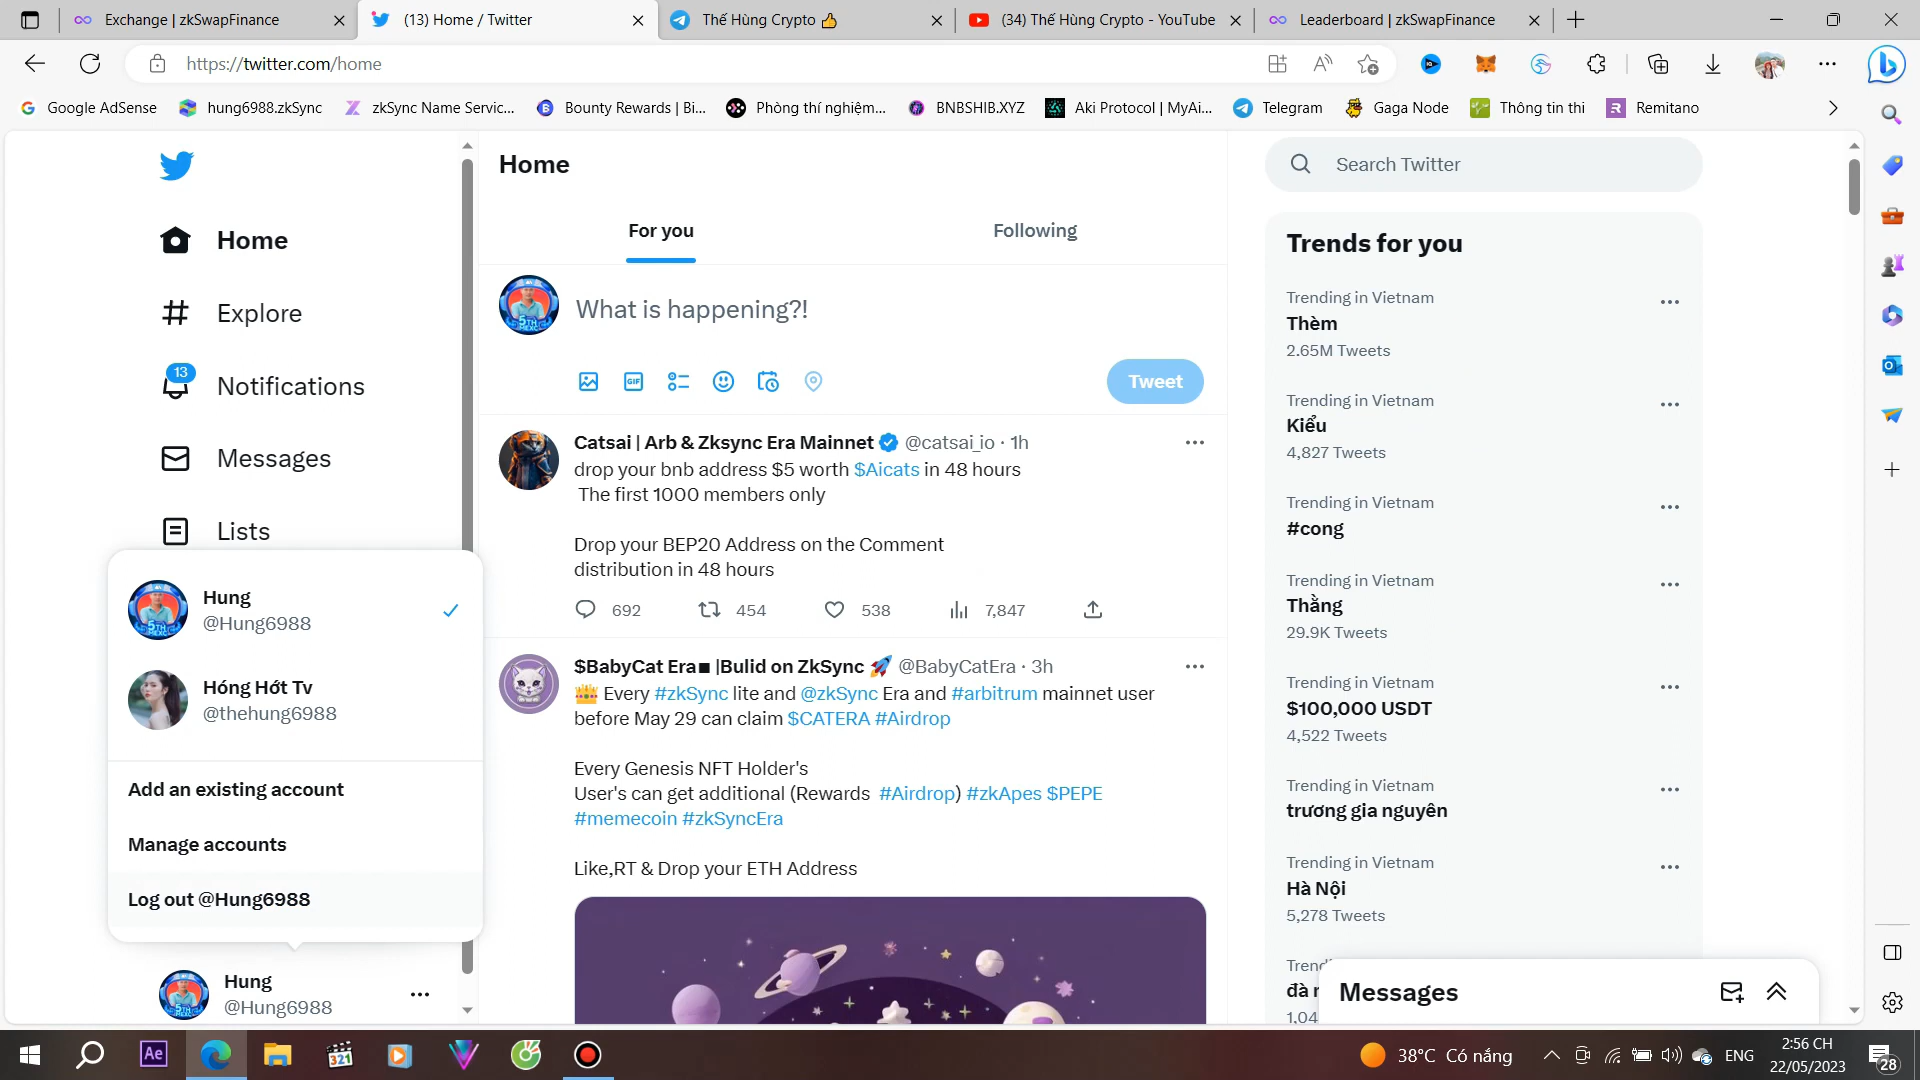 Exchange | zkSwapFinance
(13) Home / Twitter
Thế Hùng Crypto 👍
(34) Thế Hùng Crypto - YouTube
Leaderboard | zkSwapFinance
https://twitter.com/home
Google AdSense
hung6988.zkSync
zkSync Name Servic...
Bounty Rewards | Bi...
Phòng thí nghiệm...
BNBSHIB.XYZ
Aki Protocol | MyAi...
Telegram
Gaga Node
Thông tin thi
Remitano
Home
Explore
13
Notifications
Messages
Lists
Hung
@Hung6988
Hóng Hớt Tv
@thehung6988
Add an existing account
Manage accounts
Log out @Hung6988
Hung
@Hung6988
Home
For you
Following
What is happening?!
GIF
Tweet
Catsai | Arb & Zksync Era Mainnet @catsai_io · 1h
drop your bnb address $5 worth $Aicats in 48 hours
The first 1000 members only
Drop your BEP20 Address on the Comment
distribution in 48 hours
692
454
538
7,847
$BabyCat Era■ |Bulid on ZkSync 🚀 @BabyCatEra · 3h
👑 Every #zkSync lite and @zkSync Era and #arbitrum mainnet user
before May 29 can claim $CATERA #Airdrop
Every Genesis NFT Holder's
User's can get additional (Rewards #Airdrop) #zkApes $PEPE
#memecoin #zkSyncEra
Like,RT & Drop your ETH Address
Search Twitter
Trends for you
Trending in Vietnam
Thèm
2.65M Tweets
Trending in Vietnam
Kiểu
4,827 Tweets
Trending in Vietnam
#cong
Trending in Vietnam
Thằng
29.9K Tweets
Trending in Vietnam
$100,000 USDT
4,522 Tweets
Trending in Vietnam
trương gia nguyên
Trending in Vietnam
Hà Nội
5,278 Tweets
Messages
Ae
321
38°C Có nắng
ENG
2:56 CH
22/05/2023
28